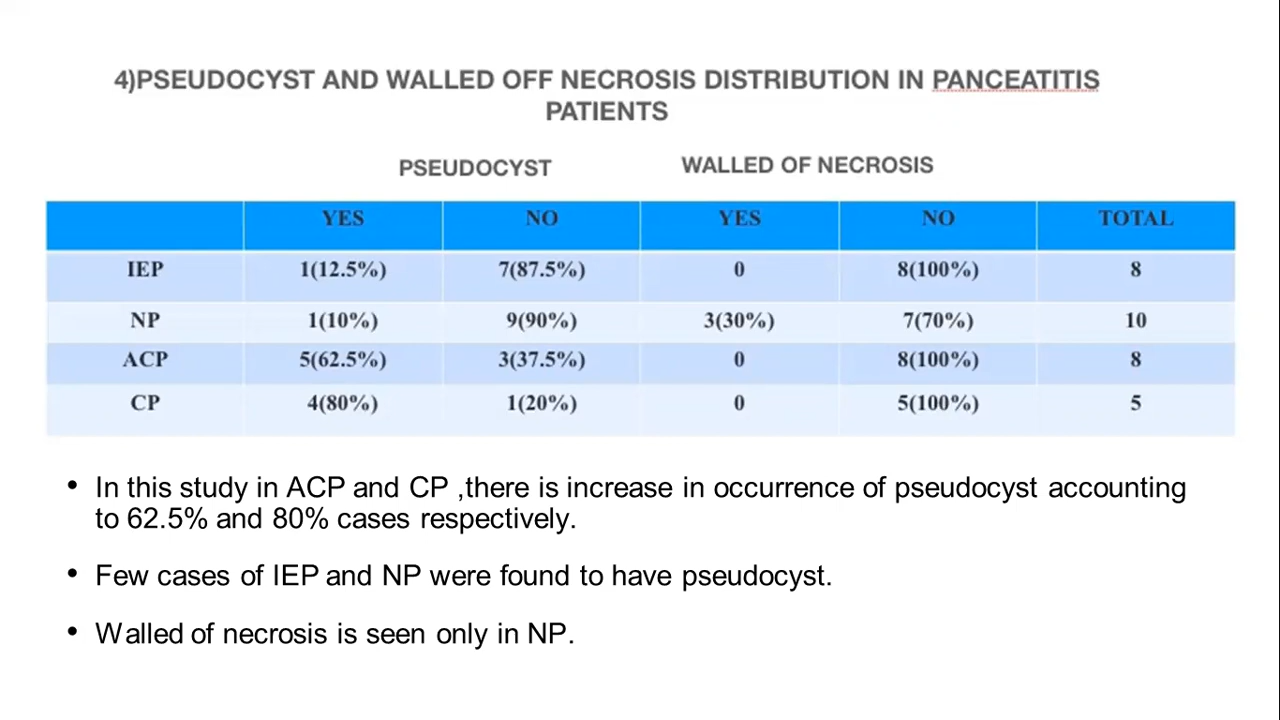 4)PSEUDOCYST AND WALLED OFF NECROSIS DISTRIBUTION IN PANCEATITIS
PATIENTS
PSEUDOCYST WALLED OF NECROSIS
YES NO YES NO TOTAL
IEP 1(12.5%) 7(87.5%) 0 8(100%) 8
NP 1(10%) 9(90%) 3(30%) 7(70%) 10
ACP 5(62.5%) 3(37.5%) 0 8(100%) 8
CP 4(80%) 1(20%) 0 5(100%) 5
• In this study in ACP and CP ,there is increase in occurrence of pseudocyst accounting
to 62.5% and 80% cases respectively.
• Few cases of IEP and NP were found to have pseudocyst.
• Walled of necrosis is seen only in NP.